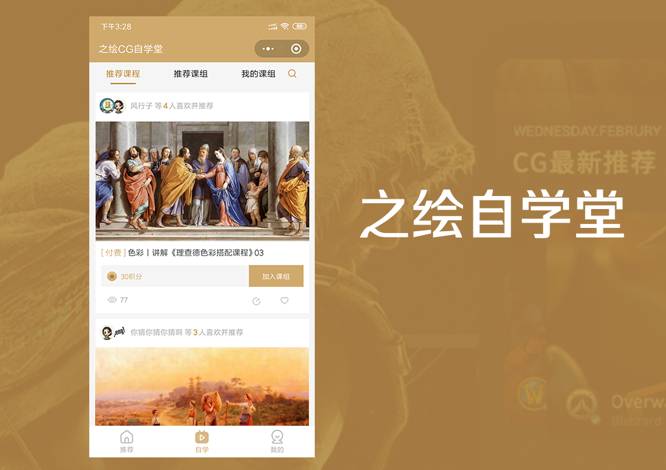 下午3:28
之绘CG自学堂
推荐课程 推荐课组 我的课组
风行子 等4人喜欢并推荐
[付费] 色彩丨讲解《理查德色彩搭配课程》03
30积分 加入课组
77
你猜你猜你猜啊 等3人喜欢并推荐
推荐 自学 我的
之绘自学堂
WEDNESDAY.FEBRURY
CG最新推荐
Overwa
Blizzard